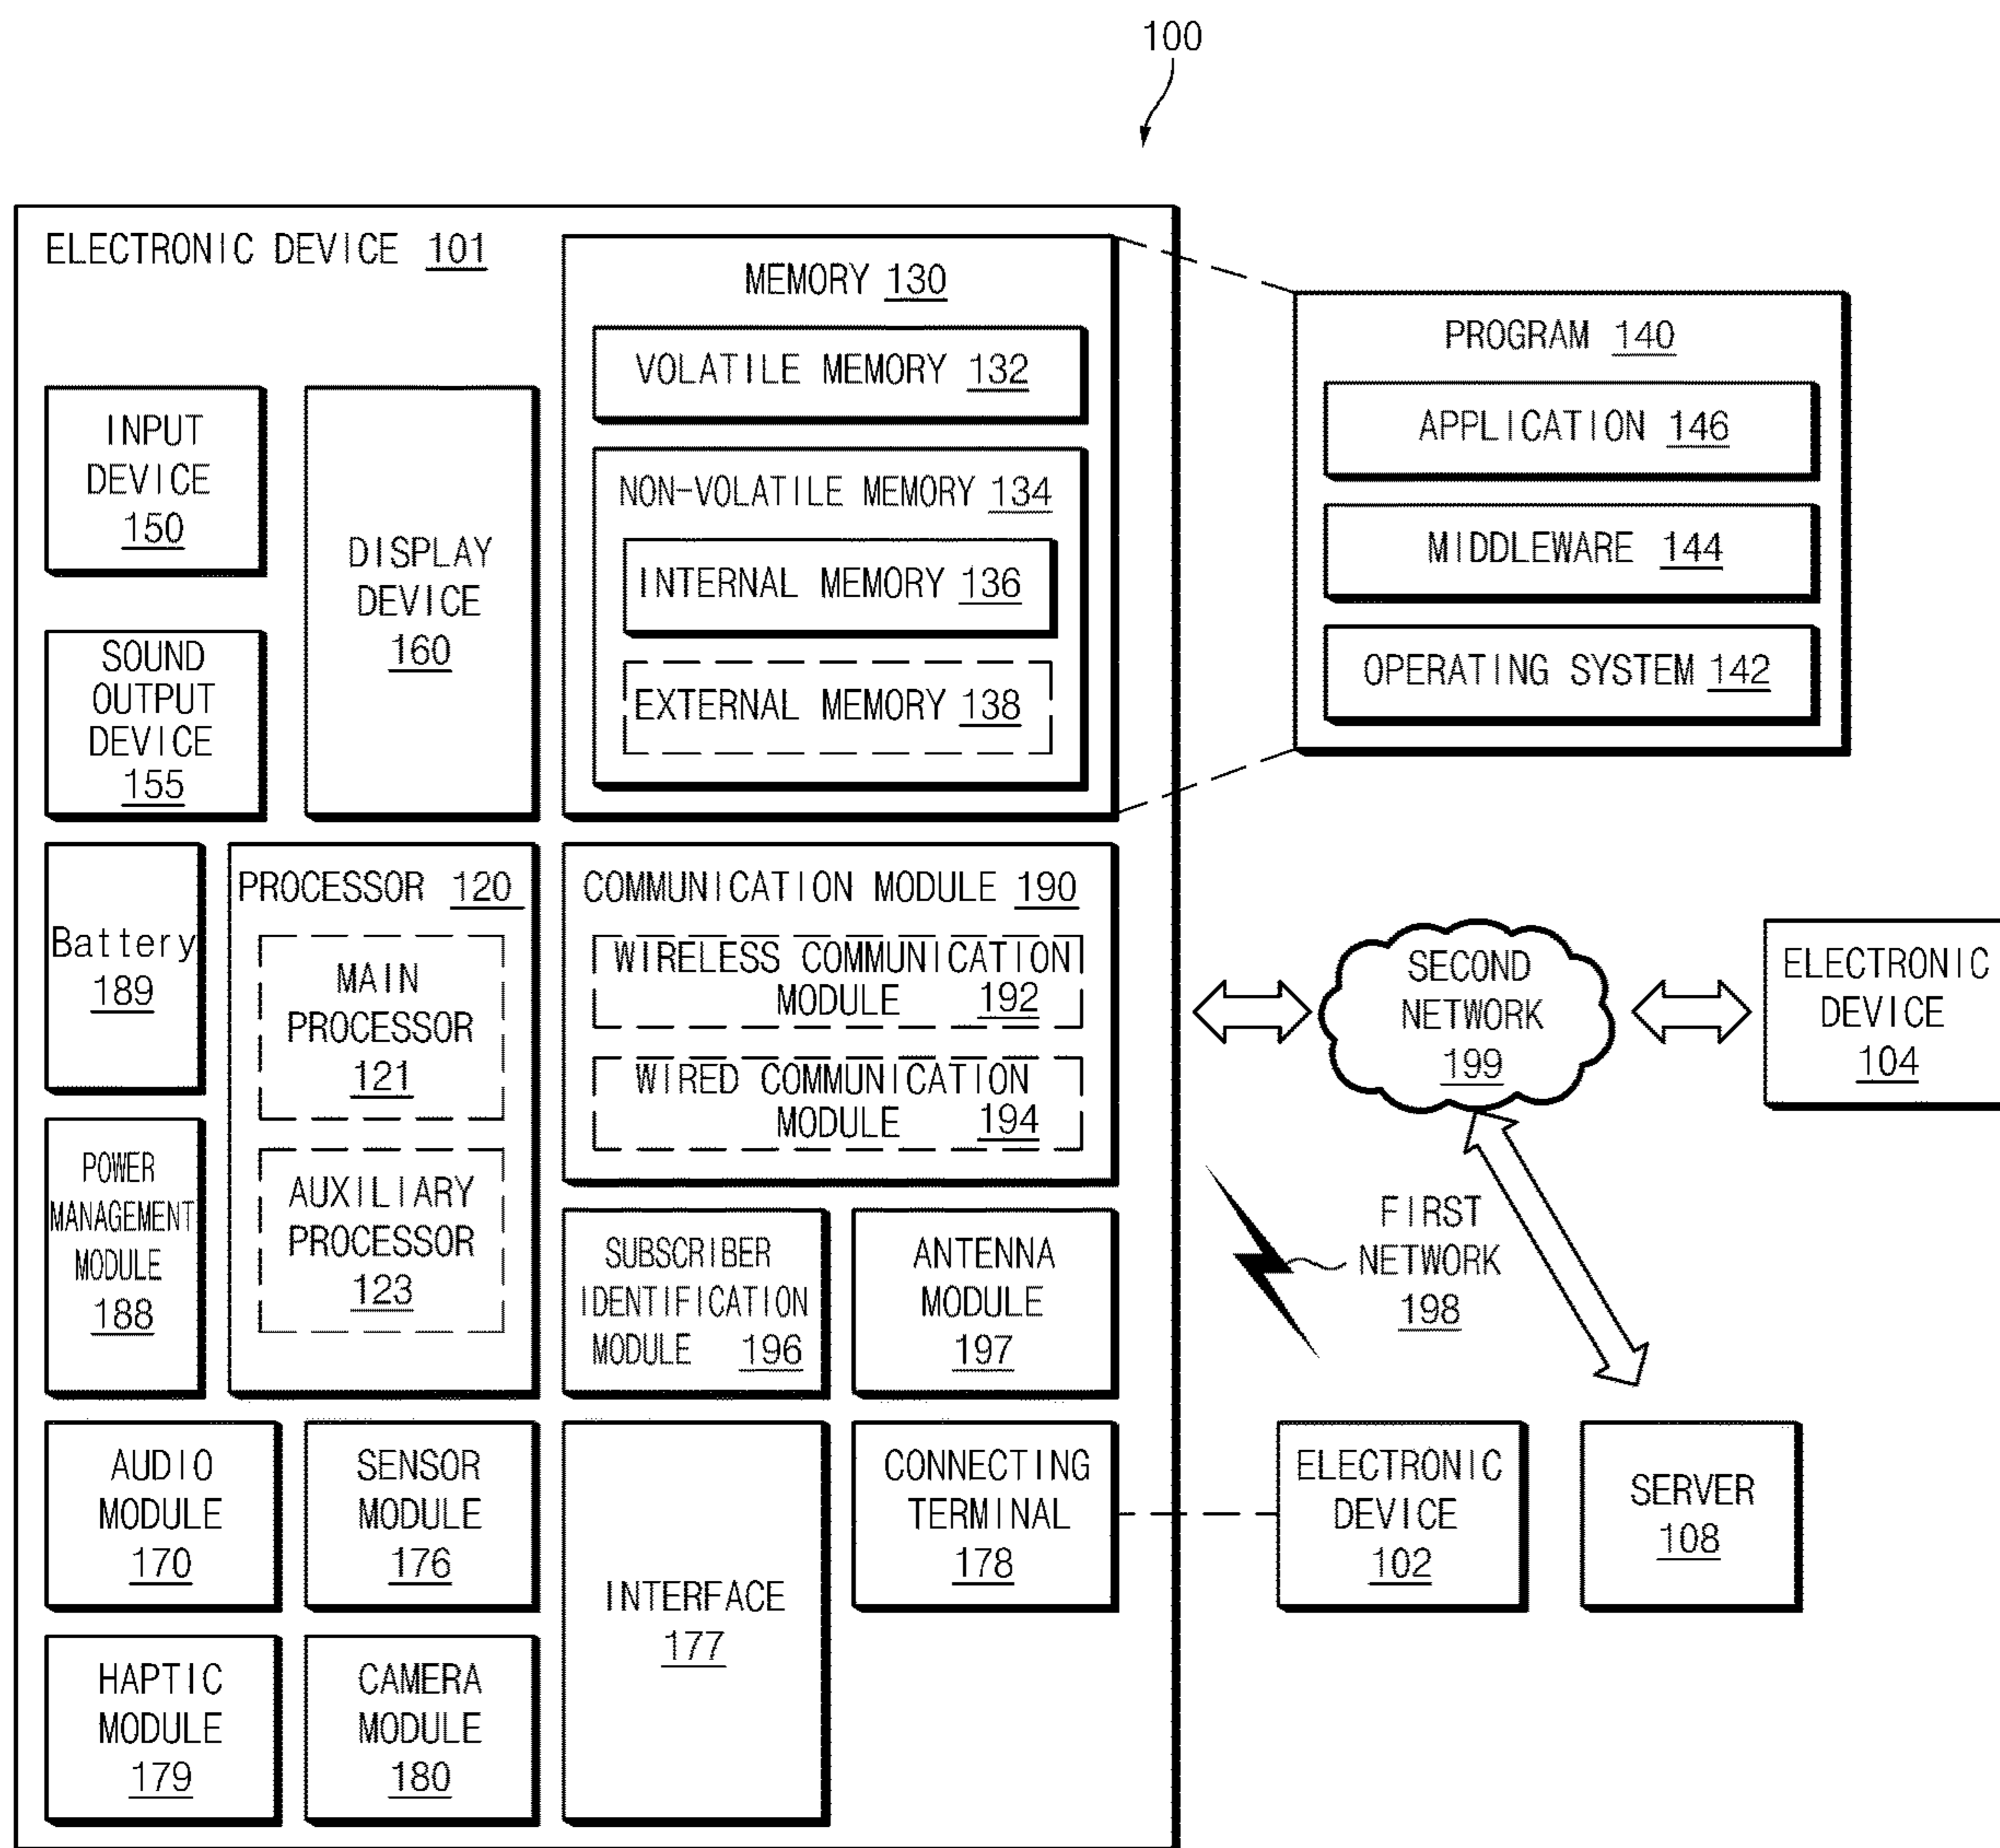 100
ELECTRONIC DEVICE 101
INPUT
DEVICE
150
SOUND
OUTPUT
DEVICE
155
DISPLAY
DEVICE
160
MEMORY 130
VOLATILE MEMORY 132
NON-VOLATILE MEMORY 134
INTERNAL MEMORY 136
EXTERNAL MEMORY 138
PROGRAM 140
APPLICATION 146
MIDDLEWARE 144
OPERATING SYSTEM 142
Battery
189
POWER
MANAGEMENT
MODULE
188
PROCESSOR 120
MAIN
PROCESSOR
121
AUXILIARY
PROCESSOR
123
COMMUNICATION MODULE 190
WIRELESS COMMUNICATION
MODULE 192
WIRED COMMUNICATION
MODULE 194
SUBSCRIBER
IDENTIFICATION
MODULE 196
ANTENNA
MODULE
197
SECOND
NETWORK
199
ELECTRONIC
DEVICE
104
FIRST
NETWORK
198
AUDIO
MODULE
170
SENSOR
MODULE
176
INTERFACE
177
CONNECTING
TERMINAL
178
ELECTRONIC
DEVICE
102
SERVER
108
HAPTIC
MODULE
179
CAMERA
MODULE
180